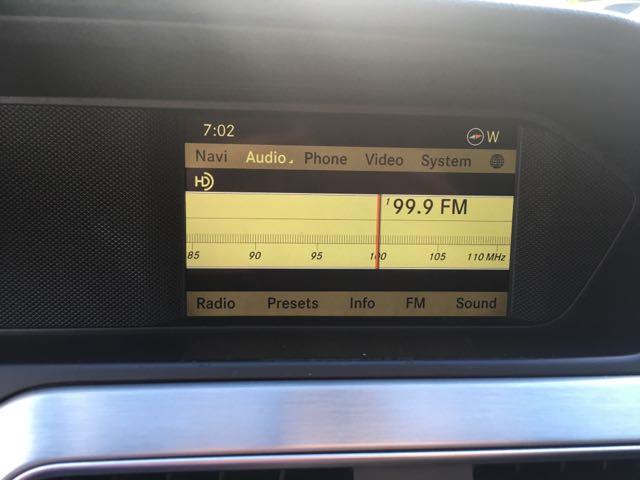 7:02 W
Navi Audio Phone Video System
HD
1 99.9 FM
85 90 95 100 105 110 MHz
Radio Presets Info FM Sound